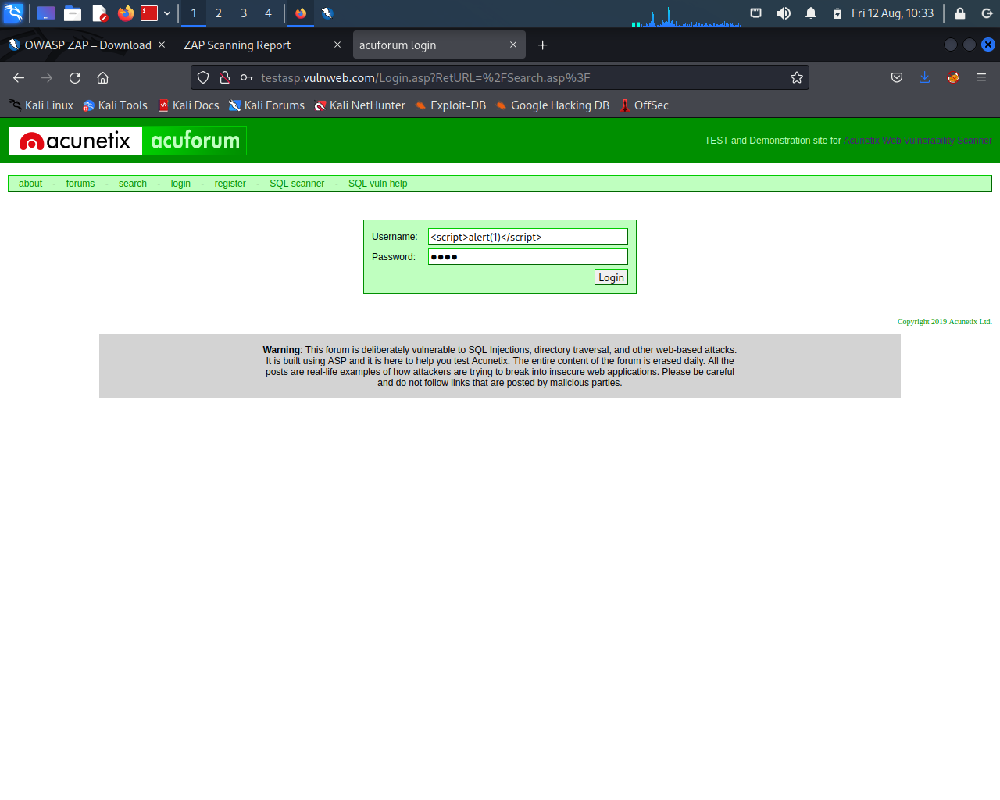 1 2 3 4 Fri 12 Aug, 10:33
OWASP ZAP – Download ZAP Scanning Report acuforum login
testasp.vulnweb.com/Login.asp?RetURL=%2FSearch.asp%3F
Kali Linux Kali Tools Kali Docs Kali Forums Kali NetHunter Exploit-DB Google Hacking DB OffSec
acunetix acuforum TEST and Demonstration site for Acunetix Web Vulnerability Scanner
about - forums - search - login - register - SQL scanner - SQL vuln help
Username: <script>alert(1)</script>
Password: ●●●●
Login
Copyright 2019 Acunetix Ltd.
Warning: This forum is deliberately vulnerable to SQL Injections, directory traversal, and other web-based attacks.
It is built using ASP and it is here to help you test Acunetix. The entire content of the forum is erased daily. All the
posts are real-life examples of how attackers are trying to break into insecure web applications. Please be careful
and do not follow links that are posted by malicious parties.